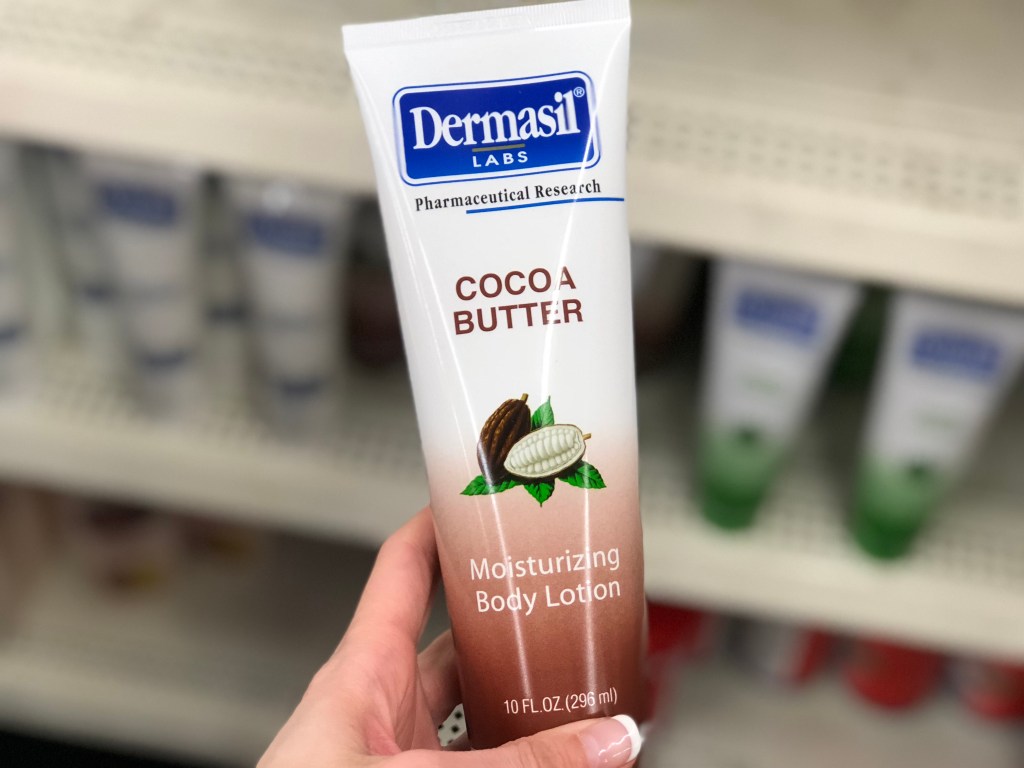 Dermasil®
LABS
Pharmaceutical Research
COCOA
BUTTER
Moisturizing
Body Lotion
10 FL.OZ.(296 ml)